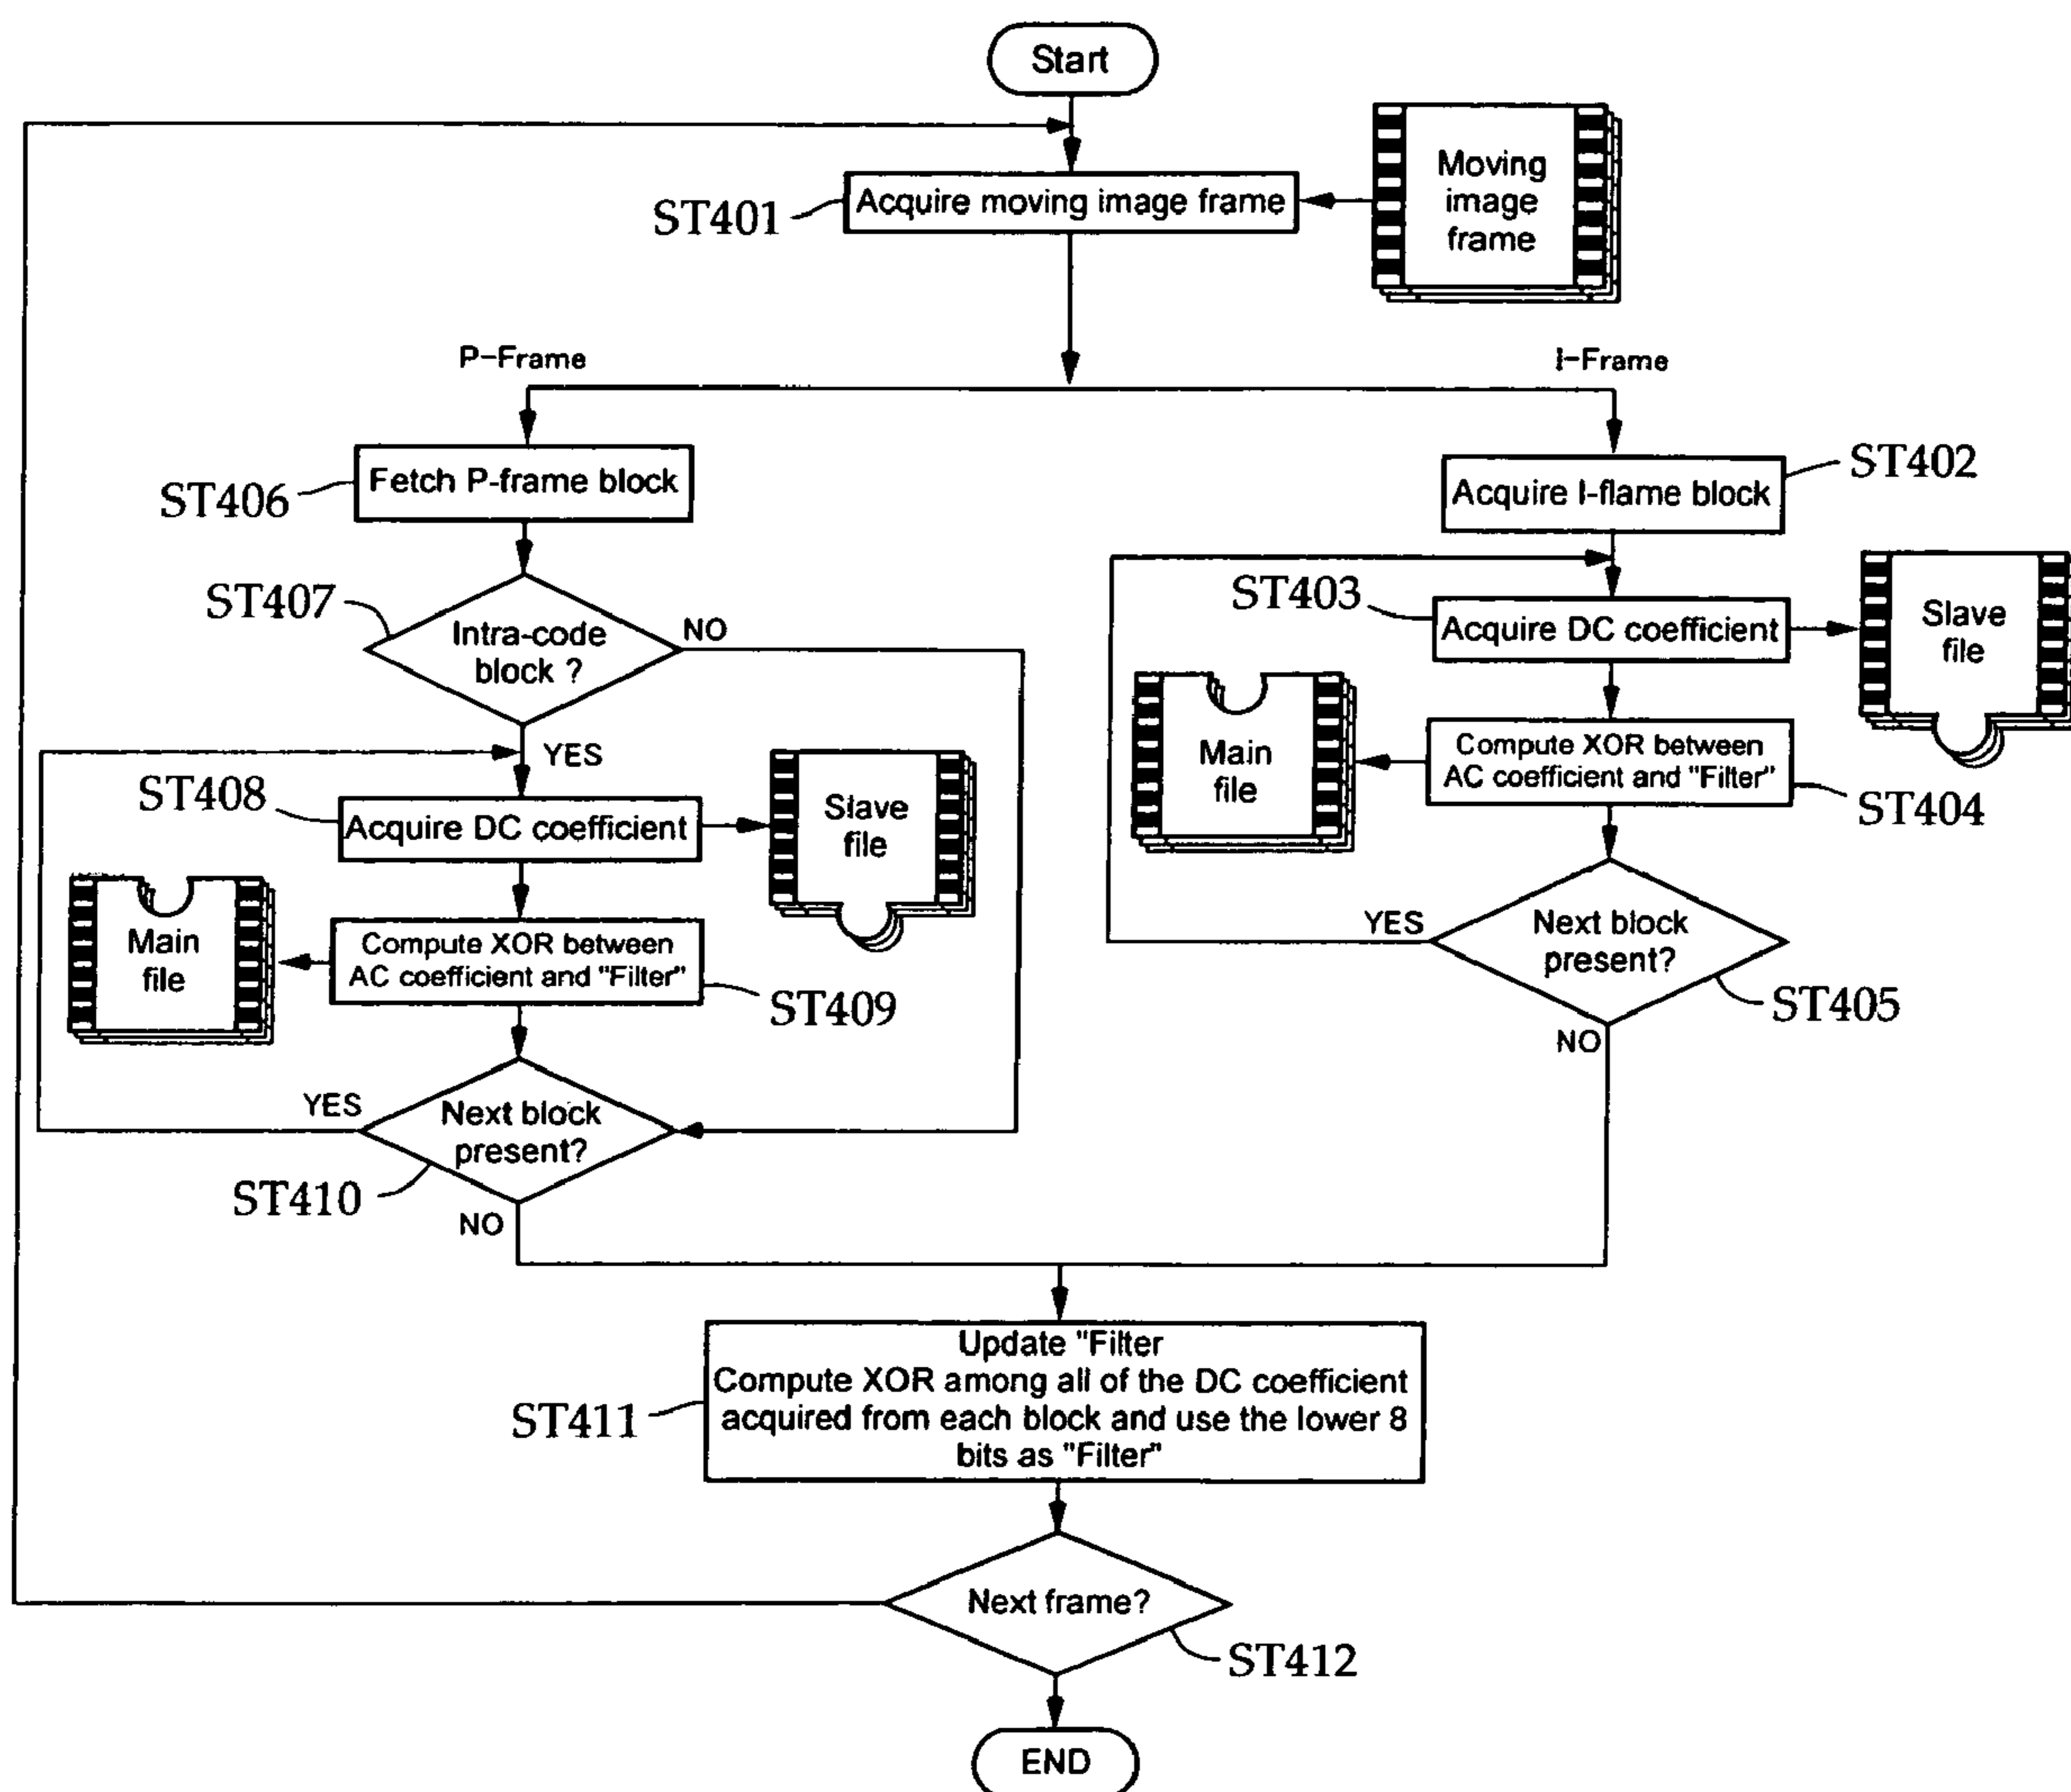 Start
Acquire moving image frame
ST401
Moving
image
frame
P-Frame
I-Frame
Fetch P-frame block
ST406
Acquire I-flame block
ST402
Intra-code
block ?
ST407
NO
YES
Acquire DC coefficient
ST403
Slave
file
Compute XOR between
AC coefficient and "Filter"
ST404
Main
file
Acquire DC coefficient
ST408
Slave
file
Compute XOR between
AC coefficient and "Filter"
ST409
Main
file
Next block
present?
YES
NO
ST405
Next block
present?
YES
NO
ST410
Update "Filter
Compute XOR among all of the DC coefficient
acquired from each block and use the lower 8
bits as "Filter"
ST411
Next frame?
ST412
END